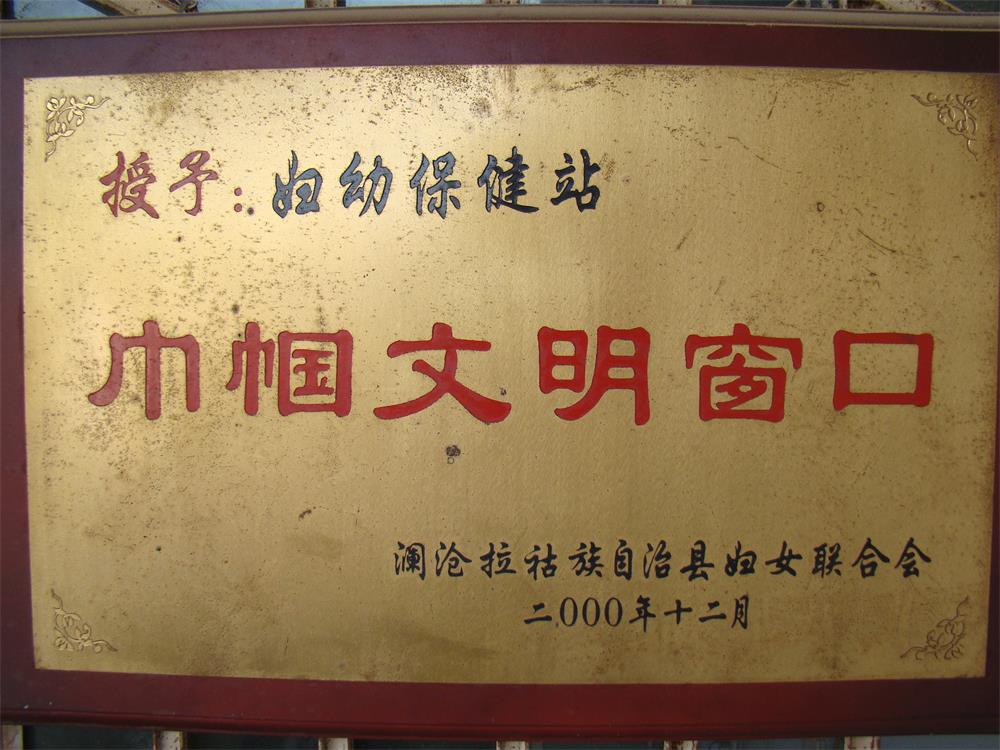 授予:妇幼保健站
巾帼文明窗口
澜沧拉祜族自治县妇女联合会
二000年十二月